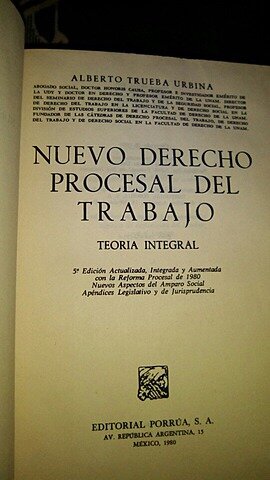 ALBERTO TRUEBA URBINA
ABOGADO SOCIAL, DOCTOR HONORIS CAUSA, PROFESOR E INVESTIGADOR EMÉRITO DE
LA UDY Y DOCTOR EN DERECHO Y PROFESOR EMÉRITO DE LA UNAM. DIRECTOR
DEL SEMINARIO DE DERECHO DEL TRABAJO Y DE LA SEGURIDAD SOCIAL, PROFESOR
DE DERECHO DEL TRABAJO EN LA LICENCIATURA Y DE DERECHO SOCIAL EN LA
DIVISIÓN DE ESTUDIOS SUPERIORES DE LA FACULTAD DE DERECHO DE LA UNAM,
FUNDADOR DE LAS CÁTEDRAS DE DERECHO PROCESAL DEL TRABAJO, DE DERECHO
DEL TRABAJO Y DE DERECHO SOCIAL EN LA FACULTAD DE DERECHO DE LA UNAM.
NUEVO DERECHO
PROCESAL DEL
TRABAJO
TEORIA INTEGRAL
5ª Edición Actualizada, Integrada y Aumentada
con la Reforma Procesal de 1980
Nuevos Aspectos del Amparo Social
Apéndices Legislativo y de Jurisprudencia
EDITORIAL PORRÚA, S. A.
AV. REPÚBLICA ARGENTINA, 15
MÉXICO, 1980